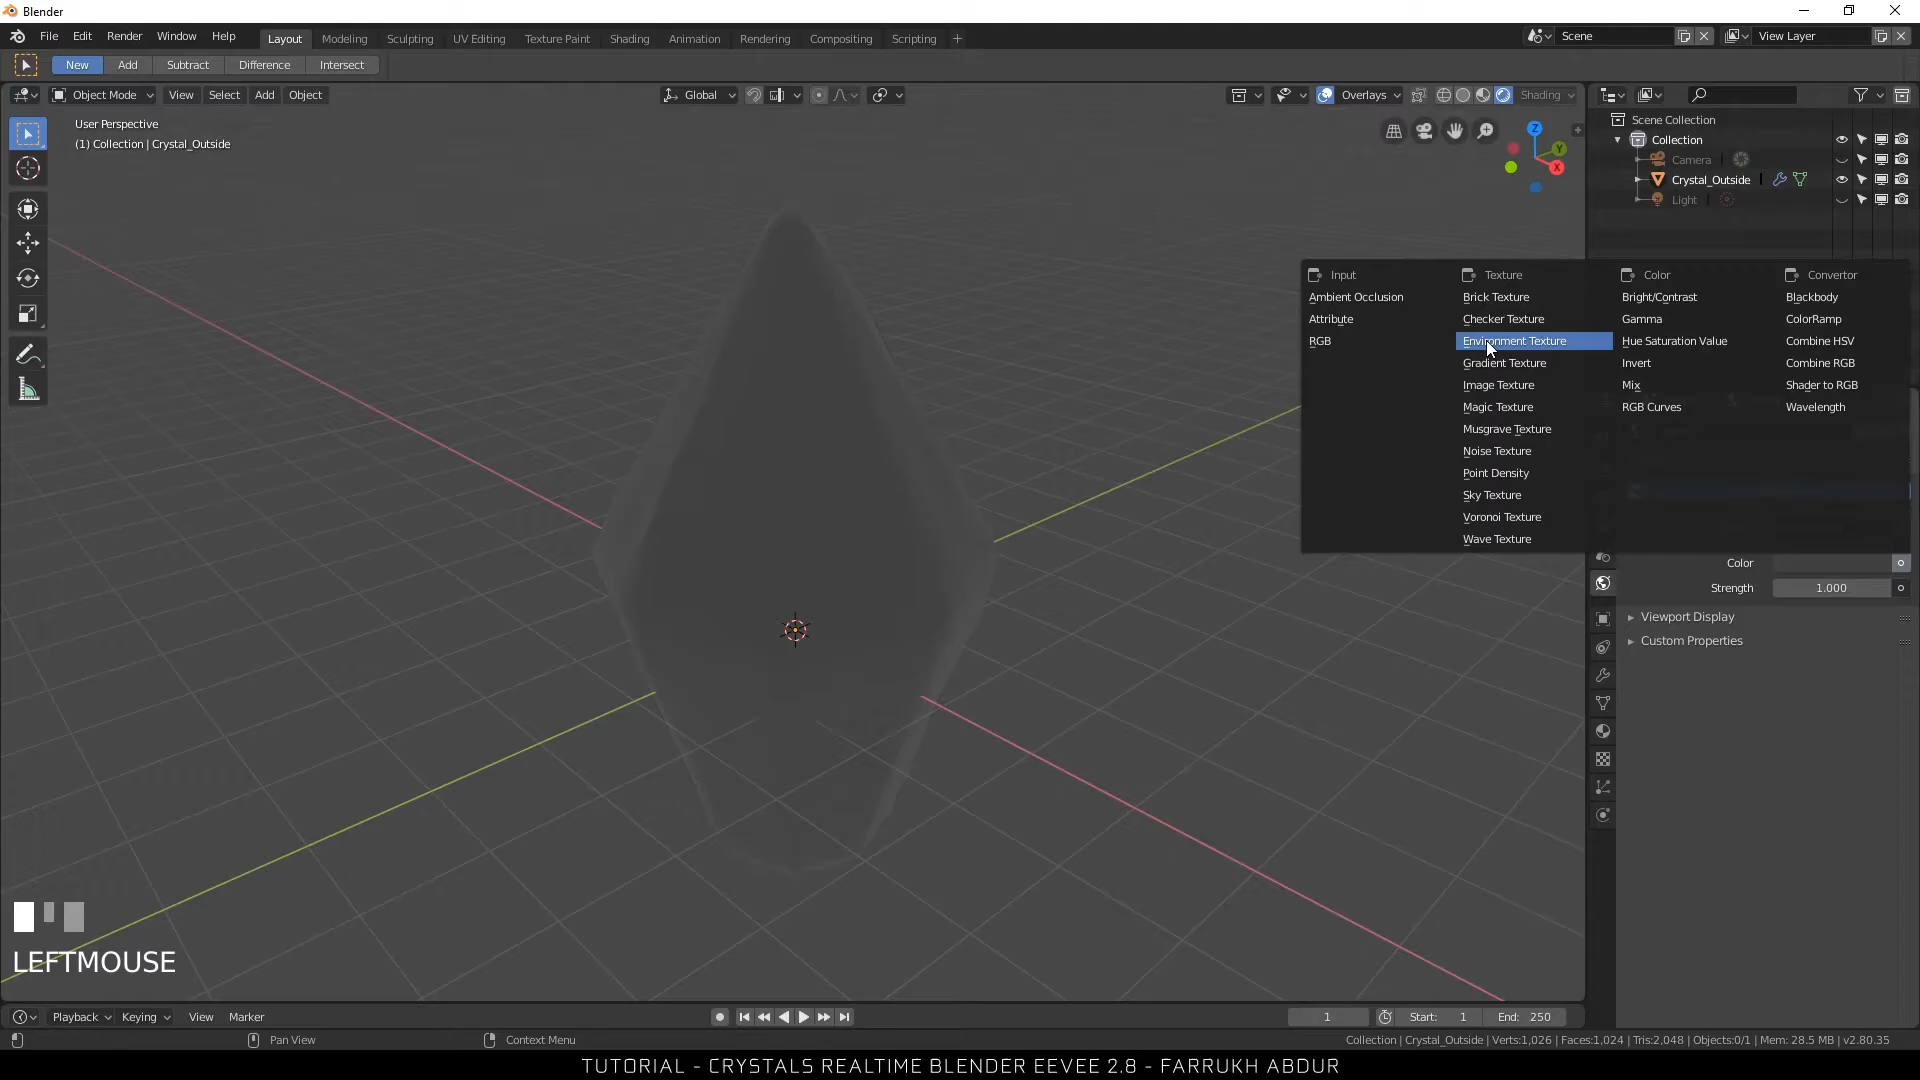 Blender
File Edit Render Window Help Layout Modeling Sculpting UV Editing Texture Paint Shading Animation Rendering Compositing Scripting + Scene View Layer
New Add Subtract Difference Intersect
Object Mode View Select Add Object Global Overlays Shading
User Perspective
(1) Collection | Crystal_Outside
Z
Y
X
Scene Collection
Collection
Camera
Crystal_Outside
Light
Input Texture Color Convertor
Ambient Occlusion Brick Texture Bright/Contrast Blackbody
Attribute Checker Texture Gamma ColorRamp
RGB Environment Texture Hue Saturation Value Combine HSV
Gradient Texture Invert Combine RGB
Image Texture Mix Shader to RGB
Magic Texture RGB Curves Wavelength
Musgrave Texture
Noise Texture
Point Density
Sky Texture
Voronoi Texture
Wave Texture
Color
Strength 1.000
Viewport Display
Custom Properties
LEFTMOUSE
Playback Keying View Marker 1 Start: 1 End: 250
Pan View Context Menu Collection | Crystal_Outside | Verts:1,026 | Faces:1,024 | Tris:2,048 | Objects:0/1 | Mem: 28.5 MB | v2.80.35
TUTORIAL - CRYSTALS REALTIME BLENDER EEVEE 2.8 - FARRUKH ABDUR